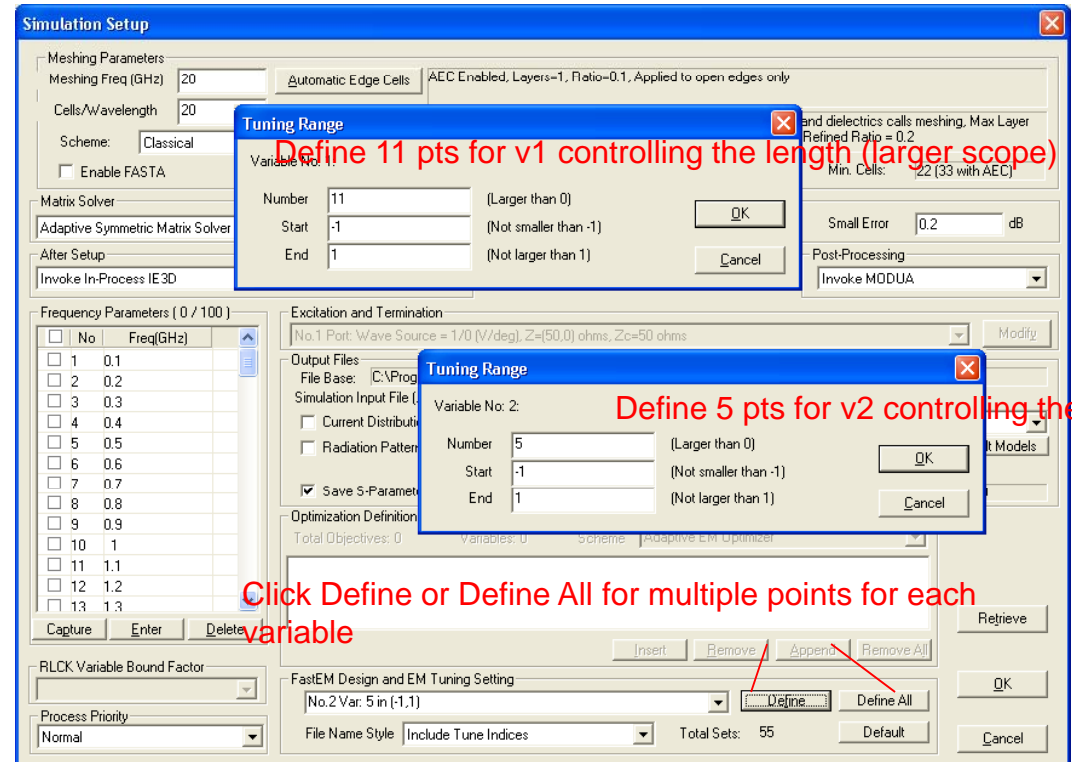 Simulation Setup
Meshing Parameters
Meshing Freq (GHz) 20 Automatic Edge Cells AEC Enabled, Layers=1, Ratio=0.1, Applied to open edges only
Cells/Wavelength 20
and dielectrics calls meshing, Max Layer
Refined Ratio = 0.2
Scheme: Classical
Enable FASTA
Min. Cells: 22 (33 with AEC)
Tuning Range
Variable No: 1:
Define 11 pts for v1 controlling the length (larger scope)
Number 11 (Larger than 0) OK
Start -1 (Not smaller than -1)
End 1 (Not larger than 1) Cancel
Matrix Solver
Adaptive Symmetric Matrix Solver
Small Error 0.2 dB
After Setup
Invoke In-Process IE3D
Post-Processing
Invoke MODUA
Frequency Parameters ( 0 / 100 )
No Freq(GHz)
1 0.1
2 0.2
3 0.3
4 0.4
5 0.5
6 0.6
7 0.7
8 0.8
9 0.9
10 1
11 1.1
12 1.2
13 1.3
Capture Enter Delete
Excitation and Termination
No.1 Port: Wave Source = 1/0 (V/deg), Z=(50,0) ohms, Zc=50 ohms Modify
Output Files
File Base: C:\Prog
Simulation Input File (.
Current Distributi
Radiation Pattern
lt Models
Save S-Paramete
Tuning Range
Variable No: 2:
Define 5 pts for v2 controlling the
Number 5 (Larger than 0) OK
Start -1 (Not smaller than -1)
End 1 (Not larger than 1) Cancel
Optimization Definition
Total Objectives: 0 Variables: 0 Scheme Adaptive EM Optimizer
Click Define or Define All for multiple points for each
variable
Insert Remove Append Remove All
Retrieve
RLCK Variable Bound Factor
FastEM Design and EM Tuning Setting
No.2 Var: 5 in (-1,1) Define Define All
OK
Process Priority
Normal
File Name Style Include Tune Indices Total Sets: 55 Default
Cancel